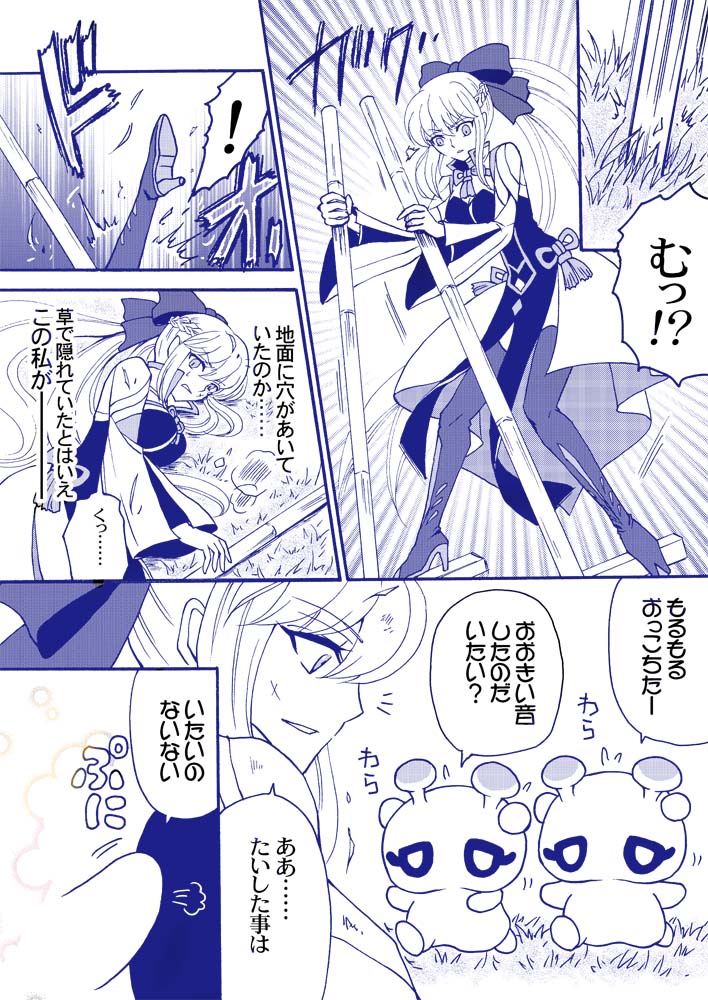 むっ!?
ガクッ
!
ドオッ
地面に穴があいて
いたのか……
草で隠れていたとはいえ
この私が――
くっ……
もるもる
おっこちたー
おおきい音
したのだ
いたい?
わら
わら
いたいの
ないない
ぷに
ああ……
たいした事は